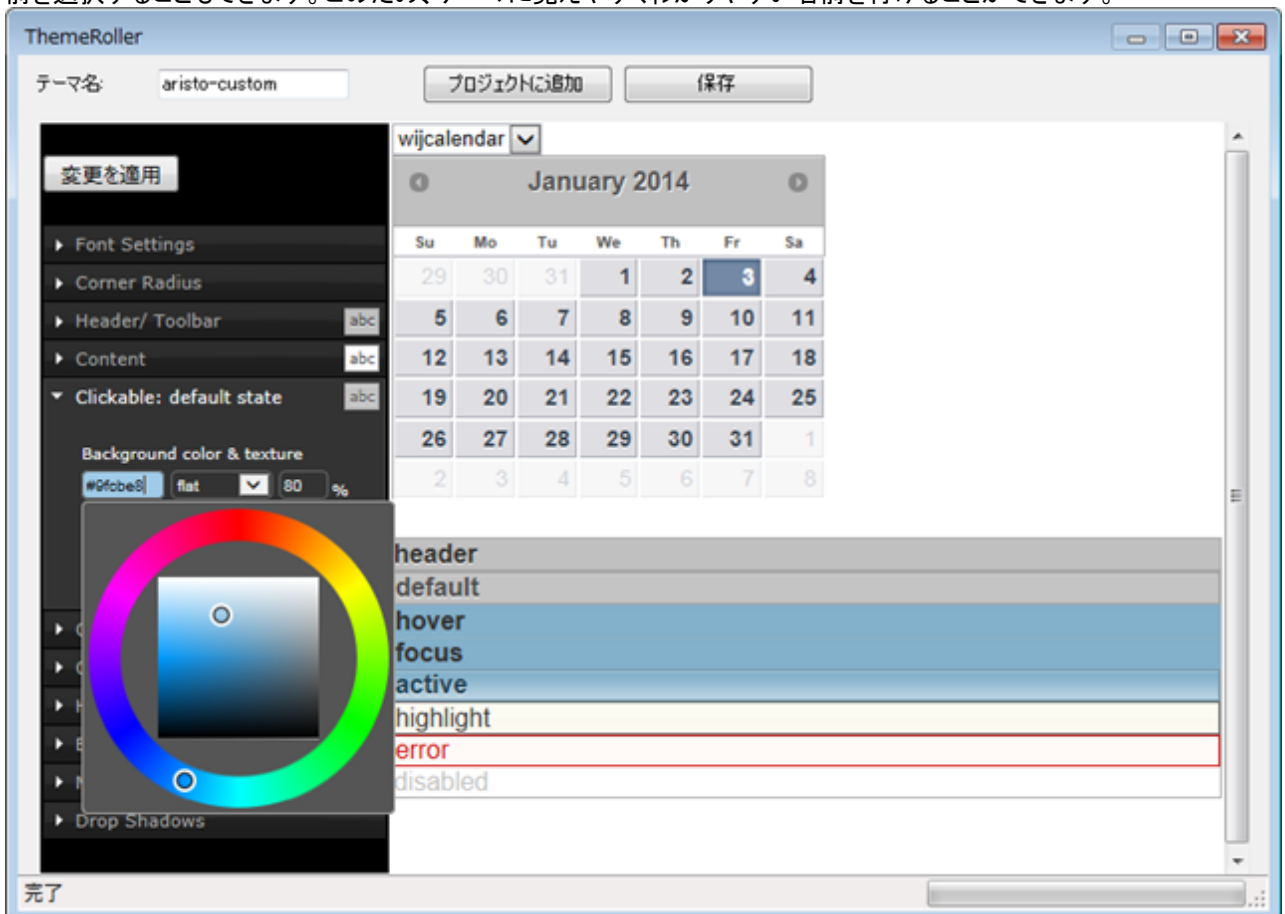 ThemeRoller
テーマ名: aristo-custom プロジェクトに追加 保存
wijcalendar
変更を適用
January 2014
Font Settings
Corner Radius
Header/ Toolbar abc
Content abc
Clickable: default state abc
Background color & texture
#9fcbe8 flat 80 %
Drop Shadows
Su Mo Tu We Th Fr Sa
29 30 31 1 2 3 4
5 6 7 8 9 10 11
12 13 14 15 16 17 18
19 20 21 22 23 24 25
26 27 28 29 30 31 1
2 3 4 5 6 7 8
header
default
hover
focus
active
highlight
error
disabled
完了